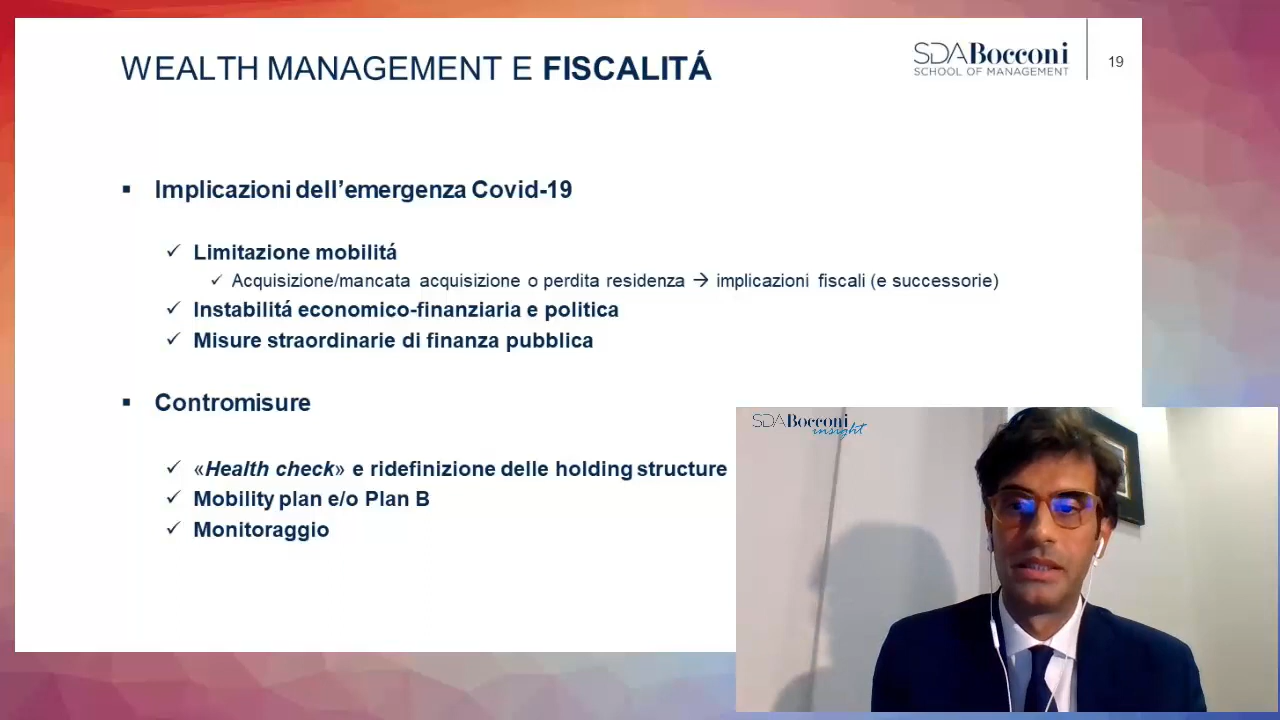 WEALTH MANAGEMENT E FISCALITÁ
SDA Bocconi
SCHOOL OF MANAGEMENT
19
Implicazioni dell’emergenza Covid-19
Limitazione mobilitá
Acquisizione/mancata acquisizione o perdita residenza → implicazioni fiscali (e successorie)
Instabilitá economico-finanziaria e politica
Misure straordinarie di finanza pubblica
Contromisure
«Health check» e ridefinizione delle holding structure
Mobility plan e/o Plan B
Monitoraggio
SDA Bocconi
insight